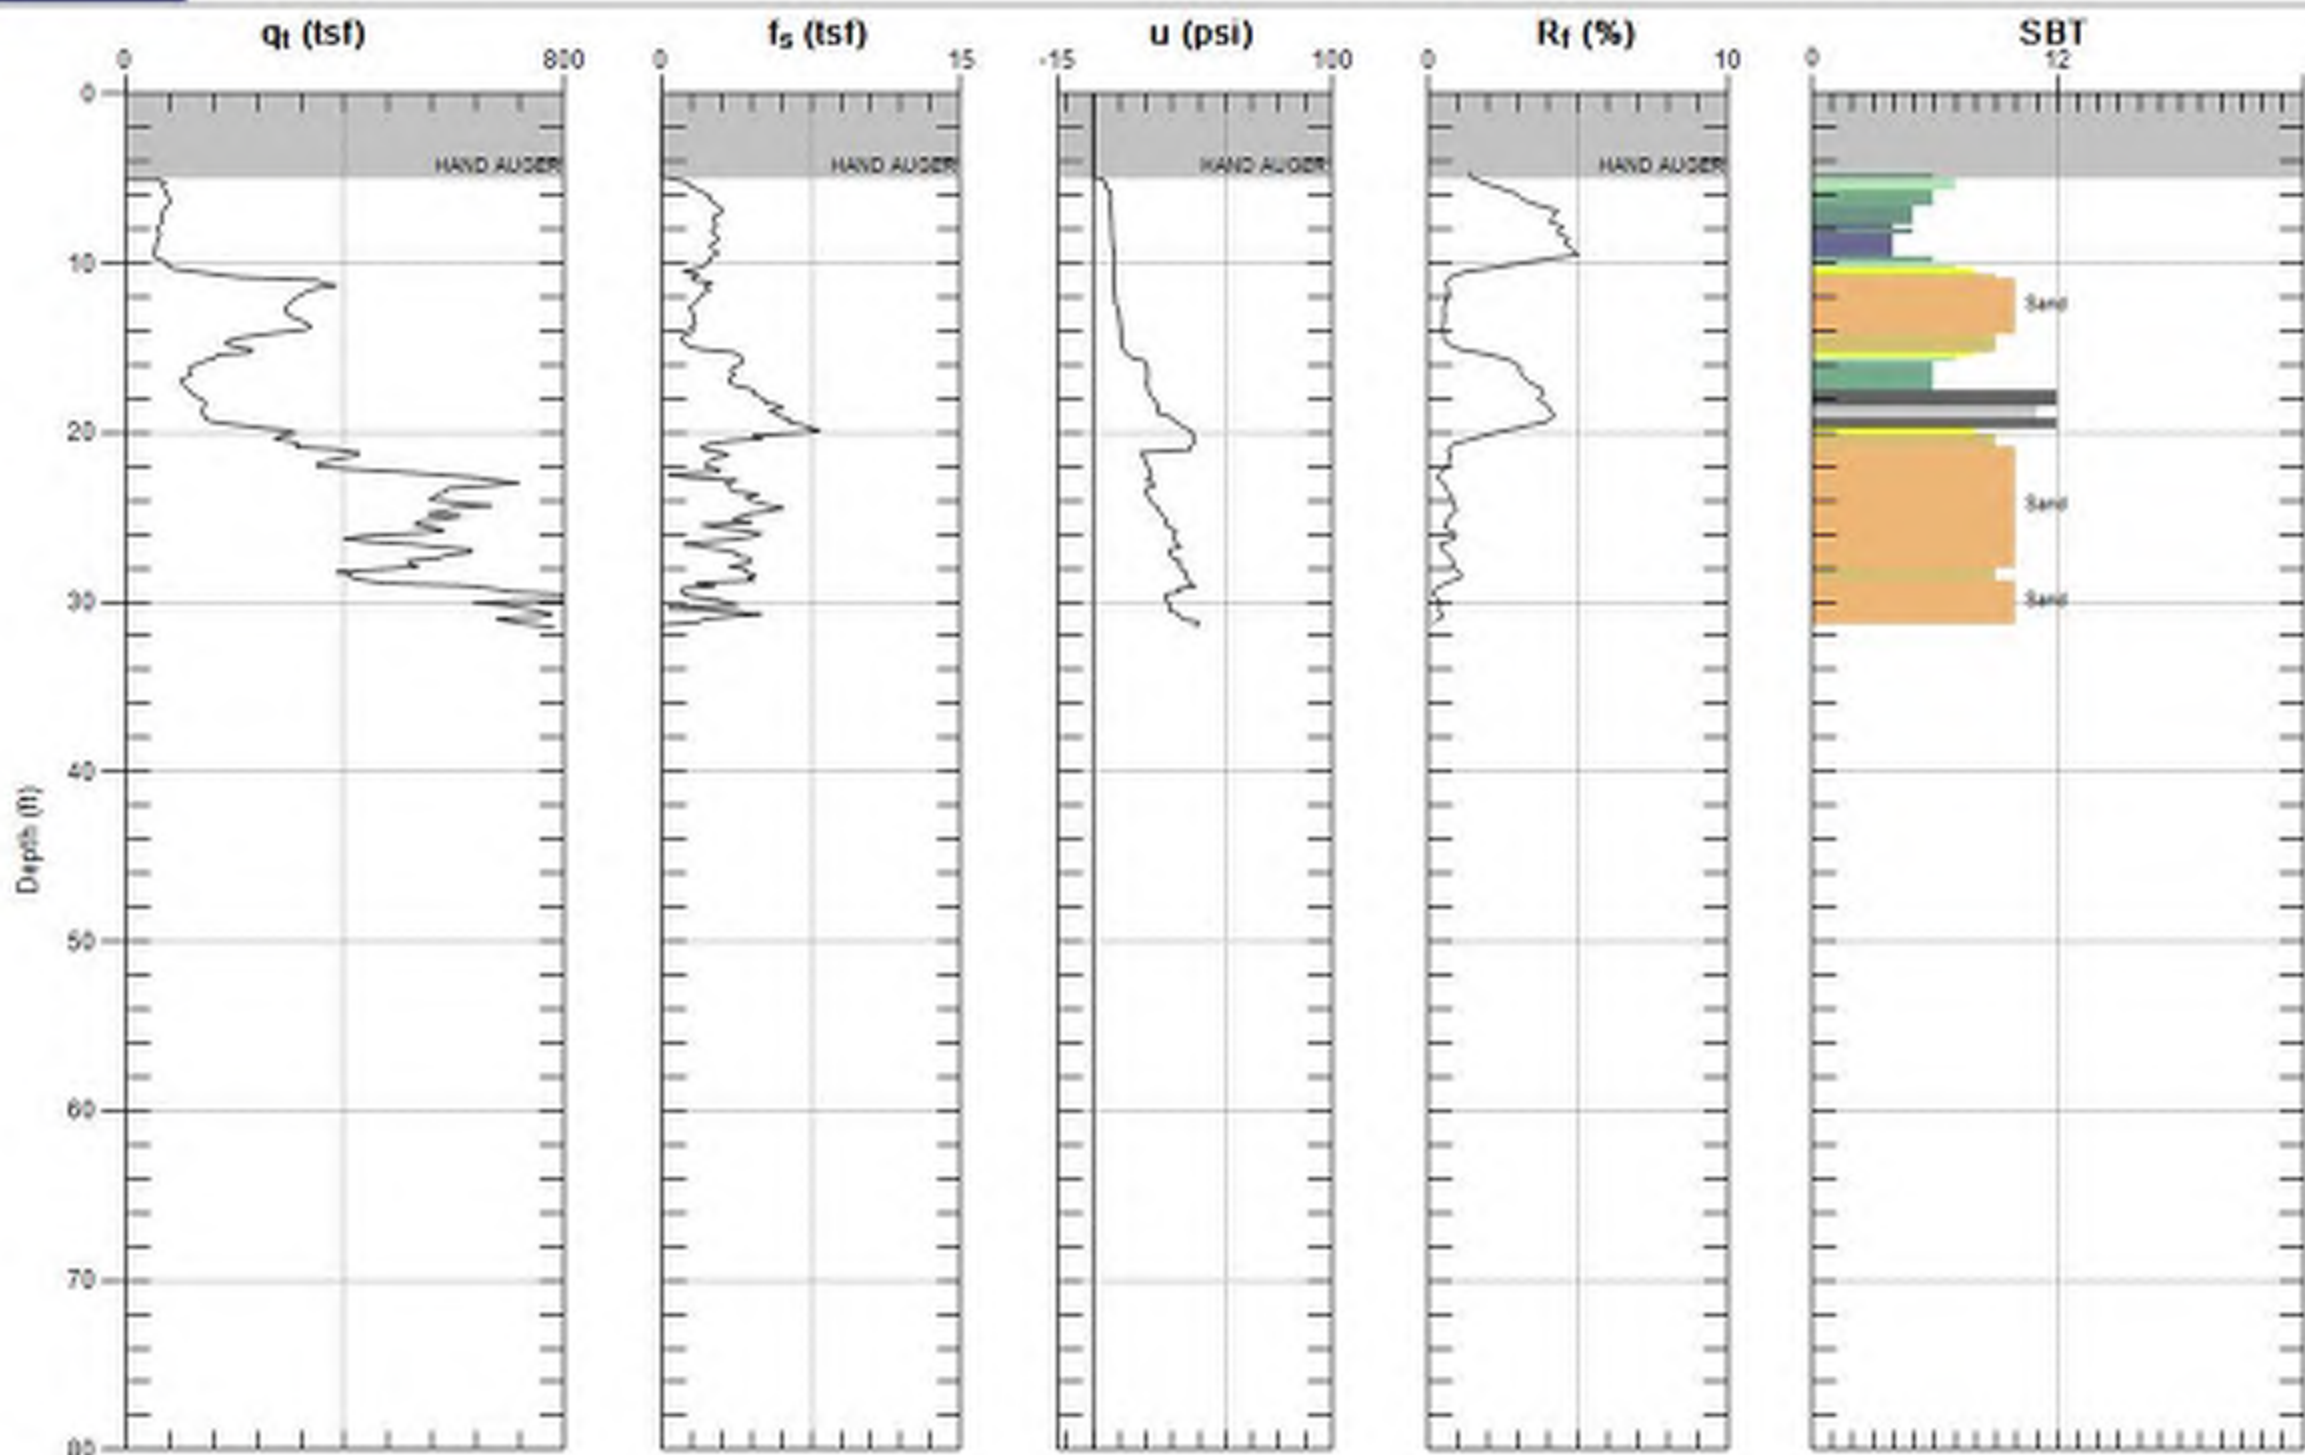 qt (tsf) fs (tsf) u (psi) Rf (%) SBT
0 800 0 15 -15 100 0 10 0 12
0
HAND AUGER HAND AUGER HAND AUGER HAND AUGER
10
Sand
20
Sand
30
Sand
40
Depth (ft)
50
60
70
80